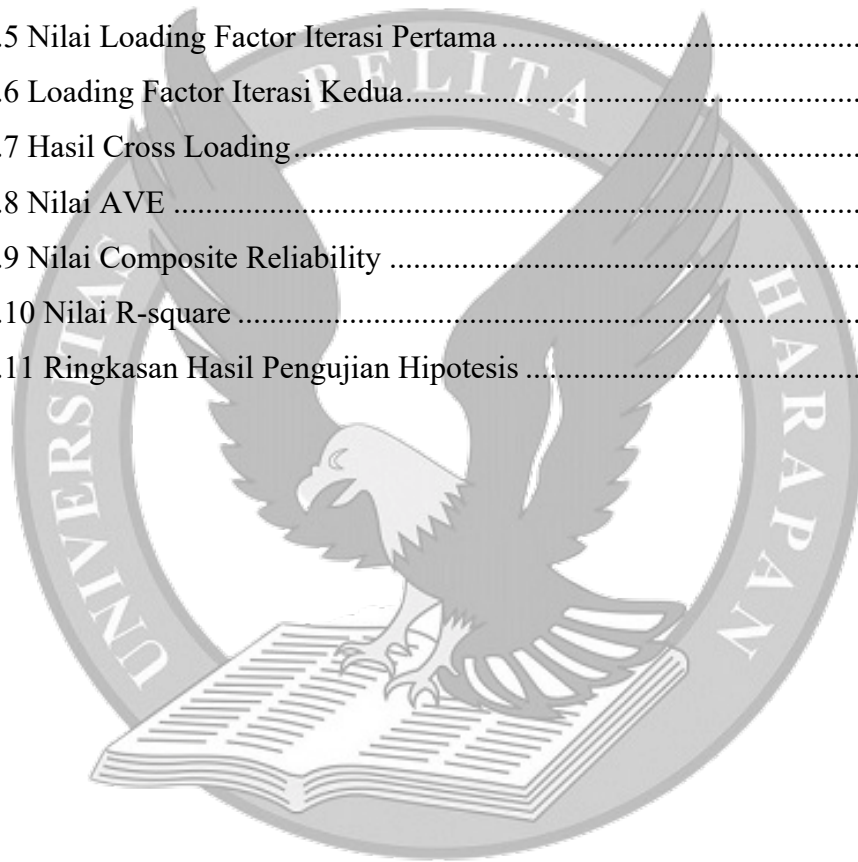 .5 Nilai Loading Factor Iterasi Pertama ........................................
.6 Loading Factor Iterasi Kedua ....................................................
.7 Hasil Cross Loading ..................................................................
.8 Nilai AVE ..................................................................................
.9 Nilai Composite Reliability .......................................................
.10 Nilai R-square .........................................................................
.11 Ringkasan Hasil Pengujian Hipotesis .....................................
UNIVERSITAS PELITA HARAPAN